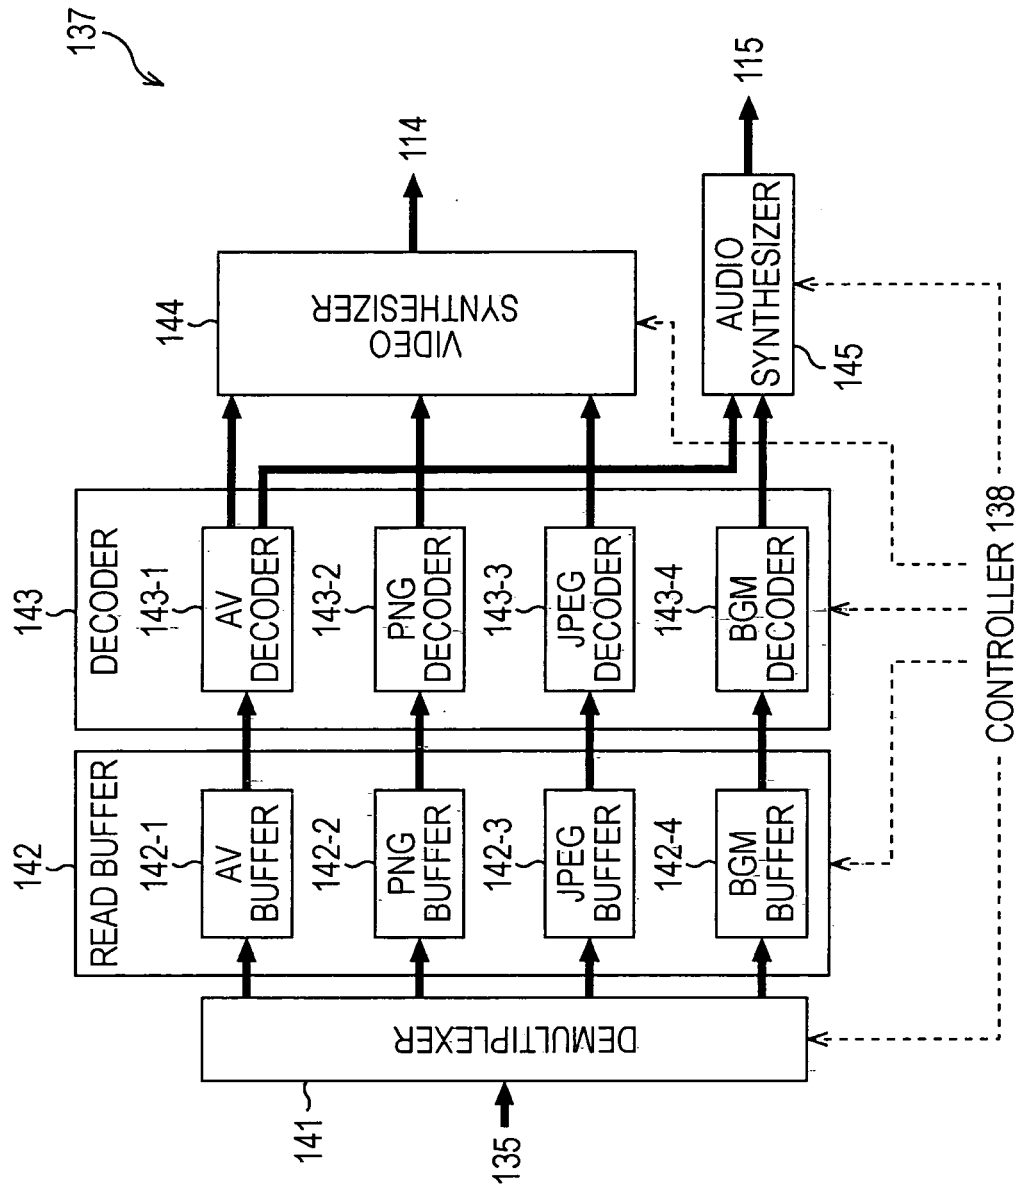 137
142
READ BUFFER
143
DECODER
144
VIDEO
SYNTHESIZER
114
141
DEMULTIPLEXER
135
142-1
AV
BUFFER
143-1
AV
DECODER
142-2
PNG
BUFFER
143-2
PNG
DECODER
142-3
JPEG
BUFFER
143-3
JPEG
DECODER
142-4
BGM
BUFFER
143-4
BGM
DECODER
AUDIO
SYNTHESIZER
145
115
CONTROLLER 138